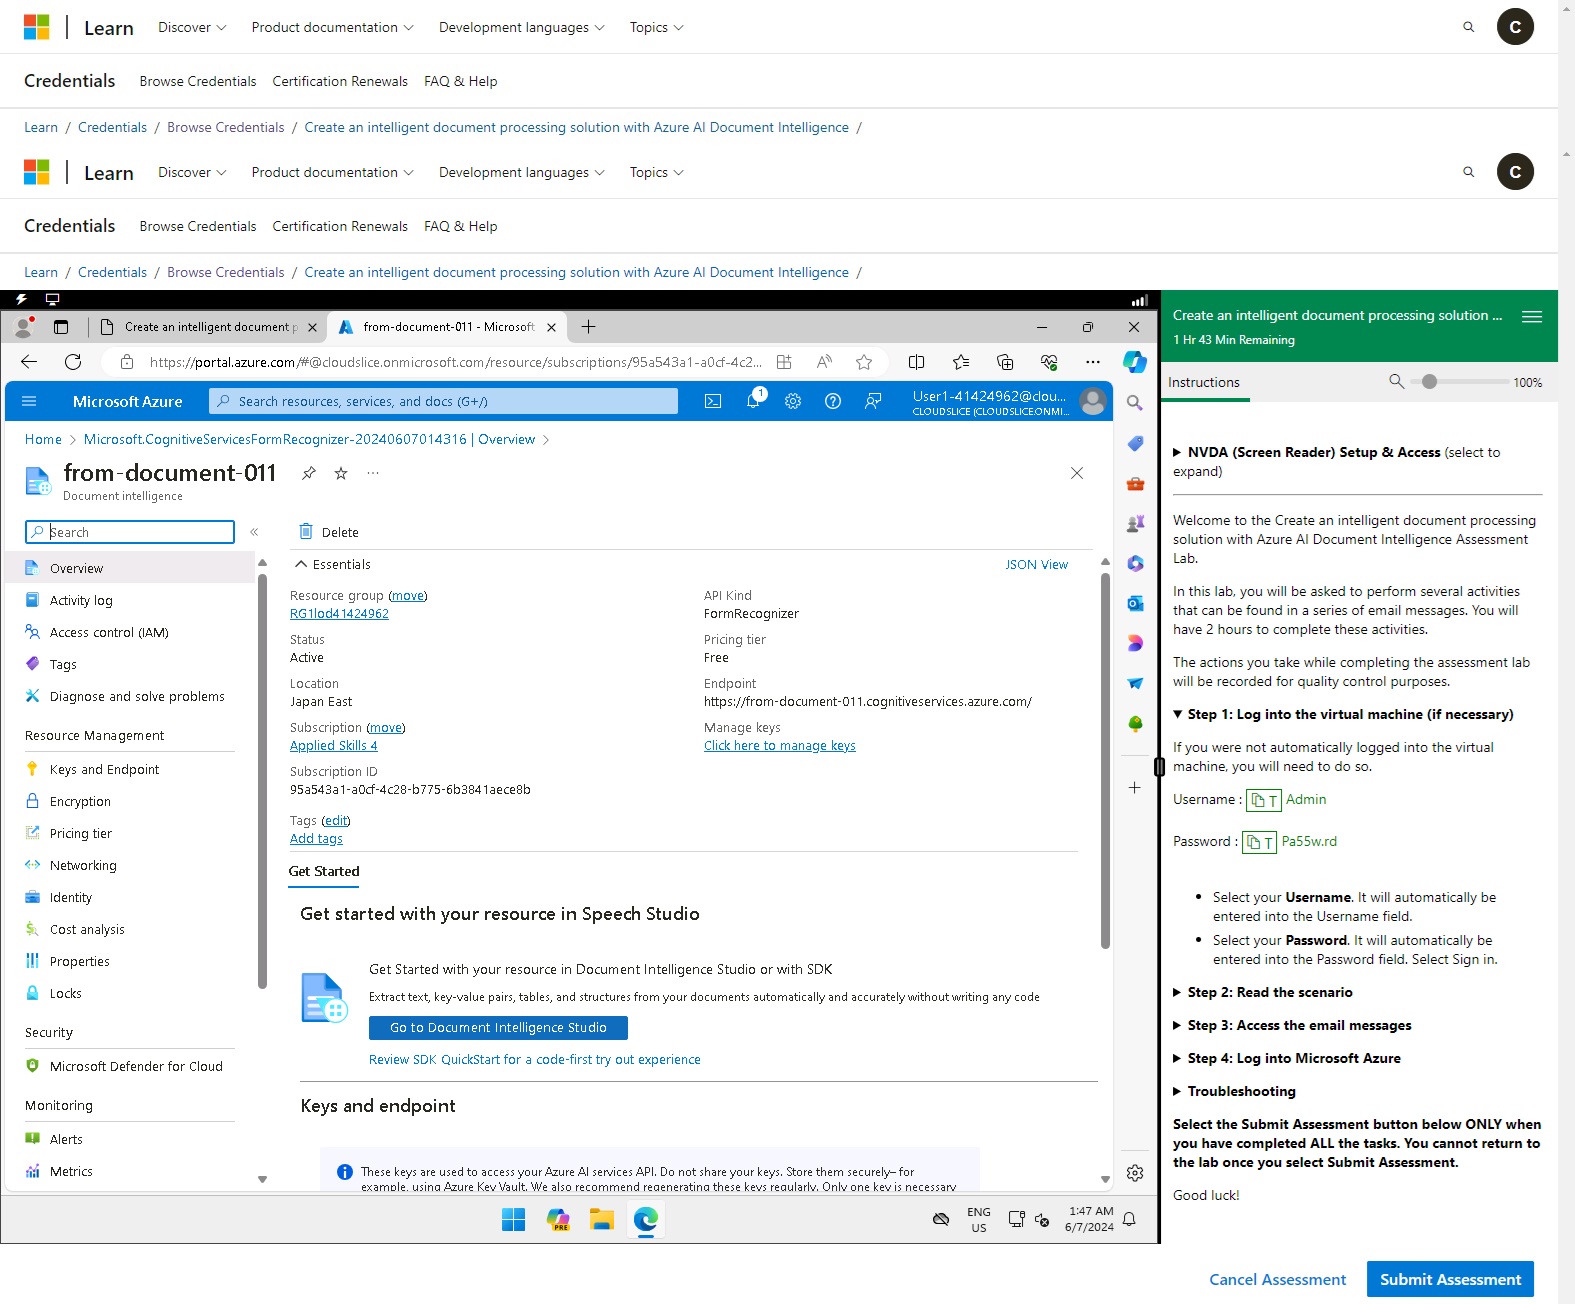 Learn
Discover
Product documentation
Development languages
Topics
C
Credentials
Browse Credentials
Certification Renewals
FAQ & Help
Learn / Credentials / Browse Credentials / Create an intelligent document processing solution with Azure AI Document Intelligence /
Learn
Discover
Product documentation
Development languages
Topics
C
Credentials
Browse Credentials
Certification Renewals
FAQ & Help
Learn / Credentials / Browse Credentials / Create an intelligent document processing solution with Azure AI Document Intelligence /
Create an intelligent document p
from-document-011 - Microsoft
https://portal.azure.com/#@cloudslice.onmicrosoft.com/resource/subscriptions/95a543a1-a0cf-4c2...
Microsoft Azure
Search resources, services, and docs (G+/)
1
User1-41424962@clou...
CLOUDSLICE (CLOUDSLICE.ONMI...
Home > Microsoft.CognitiveServicesFormRecognizer-20240607014316 | Overview >
from-document-011
Document intelligence
Search
Overview
Activity log
Access control (IAM)
Tags
Diagnose and solve problems
Resource Management
Keys and Endpoint
Encryption
Pricing tier
Networking
Identity
Cost analysis
Properties
Locks
Security
Microsoft Defender for Cloud
Monitoring
Alerts
Metrics
Delete
Essentials
JSON View
Resource group (move)
RG1lod41424962
Status
Active
Location
Japan East
Subscription (move)
Applied Skills 4
Subscription ID
95a543a1-a0cf-4c28-b775-6b3841aece8b
Tags (edit)
Add tags
API Kind
FormRecognizer
Pricing tier
Free
Endpoint
https://from-document-011.cognitiveservices.azure.com/
Manage keys
Click here to manage keys
Get Started
Get started with your resource in Speech Studio
Get Started with your resource in Document Intelligence Studio or with SDK
Extract text, key-value pairs, tables, and structures from your documents automatically and accurately without writing any code
Go to Document Intelligence Studio
Review SDK QuickStart for a code-first try out experience
Keys and endpoint
These keys are used to access your Azure AI services API. Do not share your keys. Store them securely– for
example, using Azure Key Vault. We also recommend regenerating these keys regularly. Only one key is necessary
PRE
ENG
US
1:47 AM
6/7/2024
Create an intelligent document processing solution ...
1 Hr 43 Min Remaining
Instructions
100%
NVDA (Screen Reader) Setup & Access (select to
expand)
Welcome to the Create an intelligent document processing
solution with Azure AI Document Intelligence Assessment
Lab.
In this lab, you will be asked to perform several activities
that can be found in a series of email messages. You will
have 2 hours to complete these activities.
The actions you take while completing the assessment lab
will be recorded for quality control purposes.
Step 1: Log into the virtual machine (if necessary)
If you were not automatically logged into the virtual
machine, you will need to do so.
Username : T Admin
Password : T Pa55w.rd
• Select your Username. It will automatically be
entered into the Username field.
• Select your Password. It will automatically be
entered into the Password field. Select Sign in.
Step 2: Read the scenario
Step 3: Access the email messages
Step 4: Log into Microsoft Azure
Troubleshooting
Select the Submit Assessment button below ONLY when
you have completed ALL the tasks. You cannot return to
the lab once you select Submit Assessment.
Good luck!
Cancel Assessment
Submit Assessment